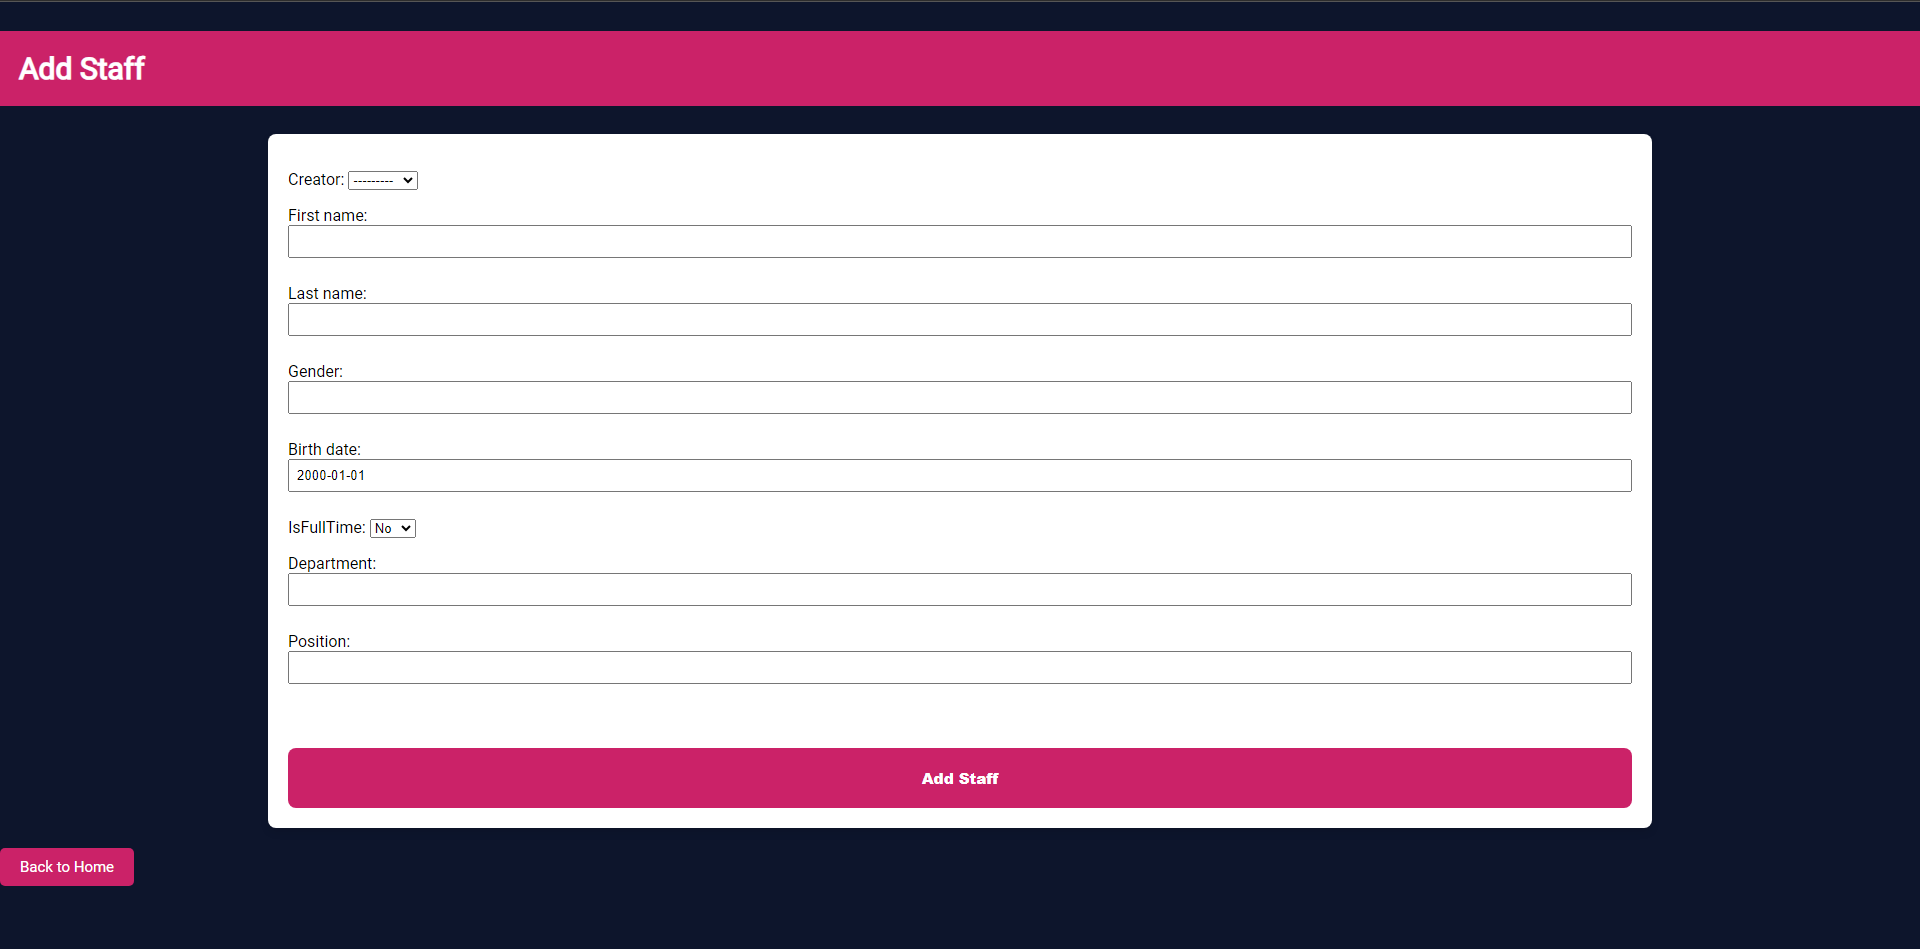 Add Staff
Creator: ---------
First name:
Last name:
Gender:
Birth date:
2000-01-01
IsFullTime: No
Department:
Position:
Add Staff
Back to Home